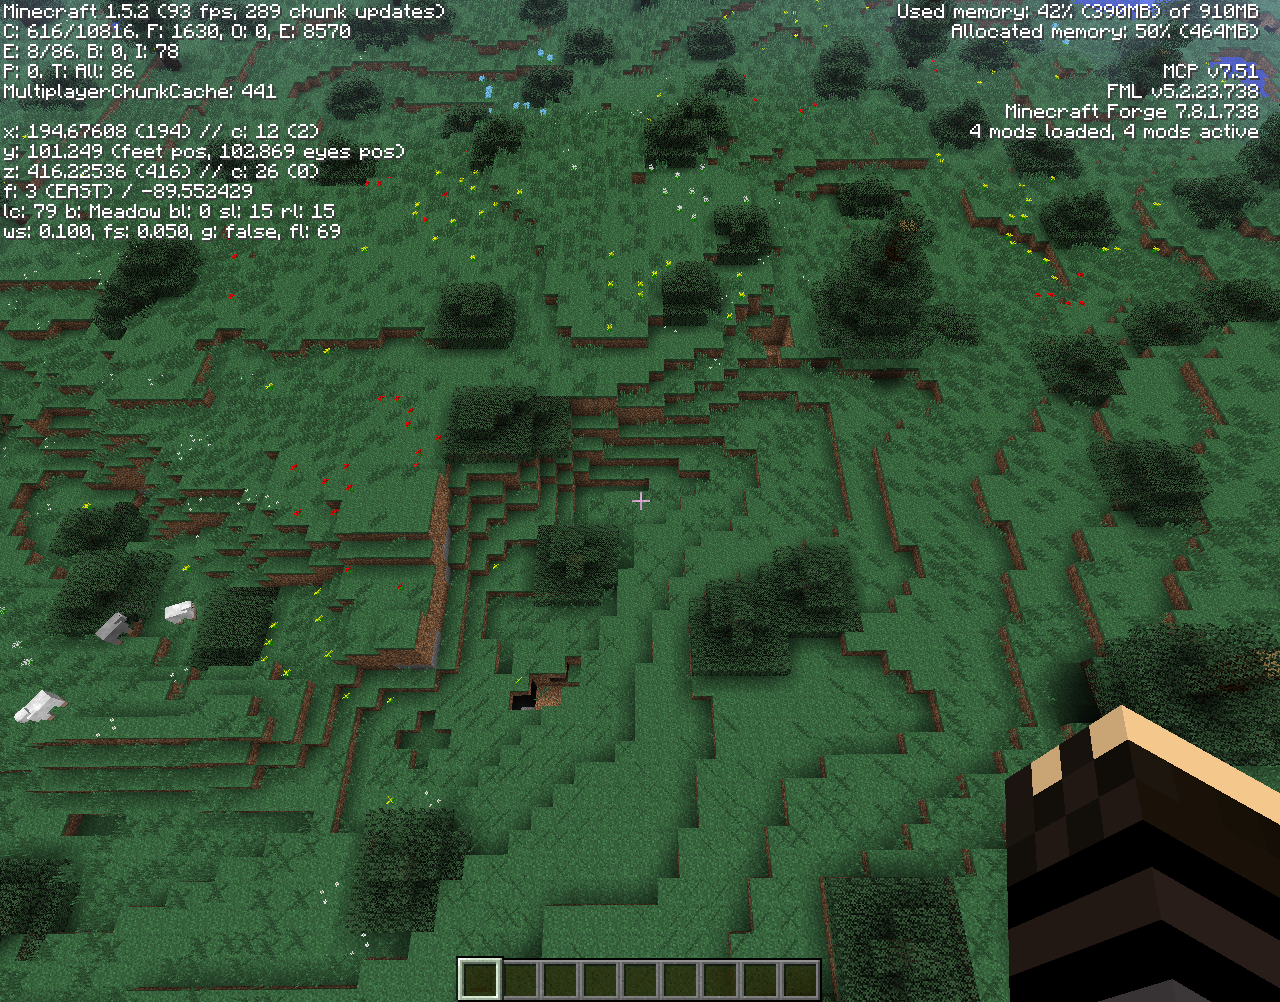 Minecraft 1.5.2 (93 fps, 289 chunk updates)
C: 616/10816. F: 1630, O: 0, E: 8570
E: 8/86. B: 0, I: 78
P: 0. T: All: 86
MultiplayerChunkCache: 441
x: 194.67608 (194) // c: 12 (2)
y: 101.249 (feet pos, 102.869 eyes pos)
z: 416.22536 (416) // c: 26 (0)
f: 3 (EAST) / -89.552429
lc: 79 b: Meadow bl: 0 sl: 15 rl: 15
ws: 0.100, fs: 0.050, g: false, fl: 69
Used memory: 42% (390MB) of 910MB
Allocated memory: 50% (464MB)
MCP v7.51
FML v5.2.23.738
Minecraft Forge 7.8.1.738
4 mods loaded, 4 mods active